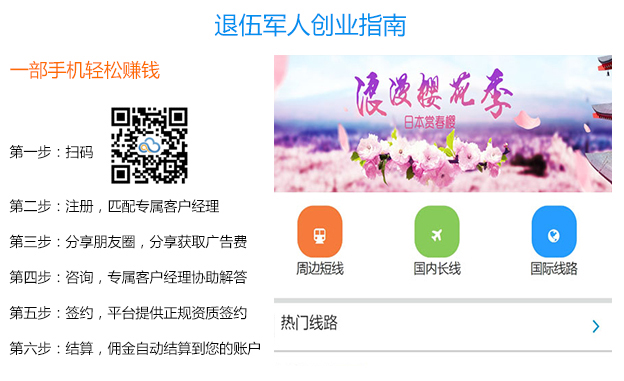 退伍军人创业指南
一部手机轻松赚钱
第一步：扫码
第二步：注册，匹配专属客户经理
第三步：分享朋友圈，分享获取广告费
第四步：咨询，专属客户经理协助解答
第五步：签约，平台提供正规资质签约
第六步：结算，佣金自动结算到您的账户
浪漫樱花季
日本赏春樱
周边短线
国内长线
国际线路
热门线路